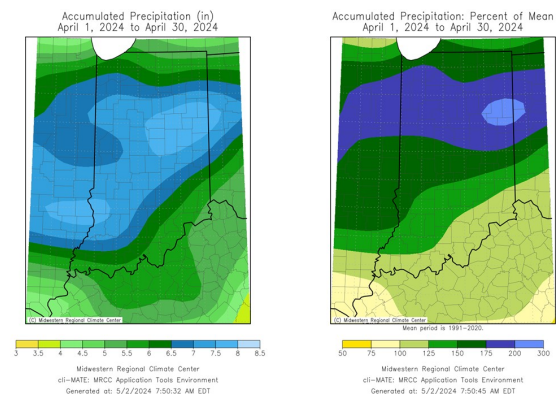 Accumulated Precipitation (in)
April 1, 2024 to April 30, 2024
(C) Midwestern Regional Climate Center
3 3.5 4 4.5 5 5.5 6 6.5 7 7.5 8 8.5
Midwestern Regional Climate Center
cli-MATE: MRCC Application Tools Environment
Generated at: 5/2/2024 7:50:32 AM EDT
Accumulated Precipitation: Percent of Mean
April 1, 2024 to April 30, 2024
(C) Midwestern Regional Climate Center
Mean period is 1991-2020.
50 75 100 125 150 175 200 300
Midwestern Regional Climate Center
cli-MATE: MRCC Application Tools Environment
Generated at: 5/2/2024 7:50:45 AM EDT